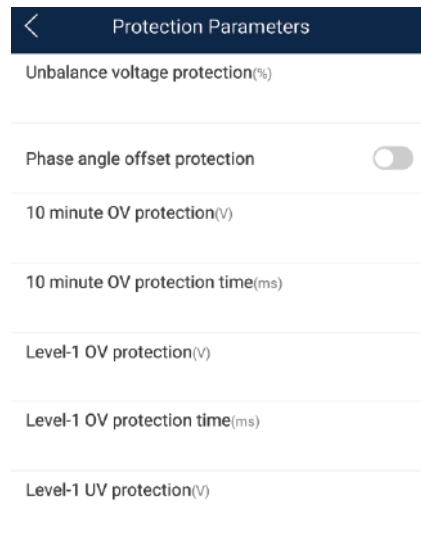 Protection Parameters
Unbalance voltage protection(%)
Phase angle offset protection
10 minute OV protection(V)
10 minute OV protection time(ms)
Level-1 OV protection(V)
Level-1 OV protection time(ms)
Level-1 UV protection(V)